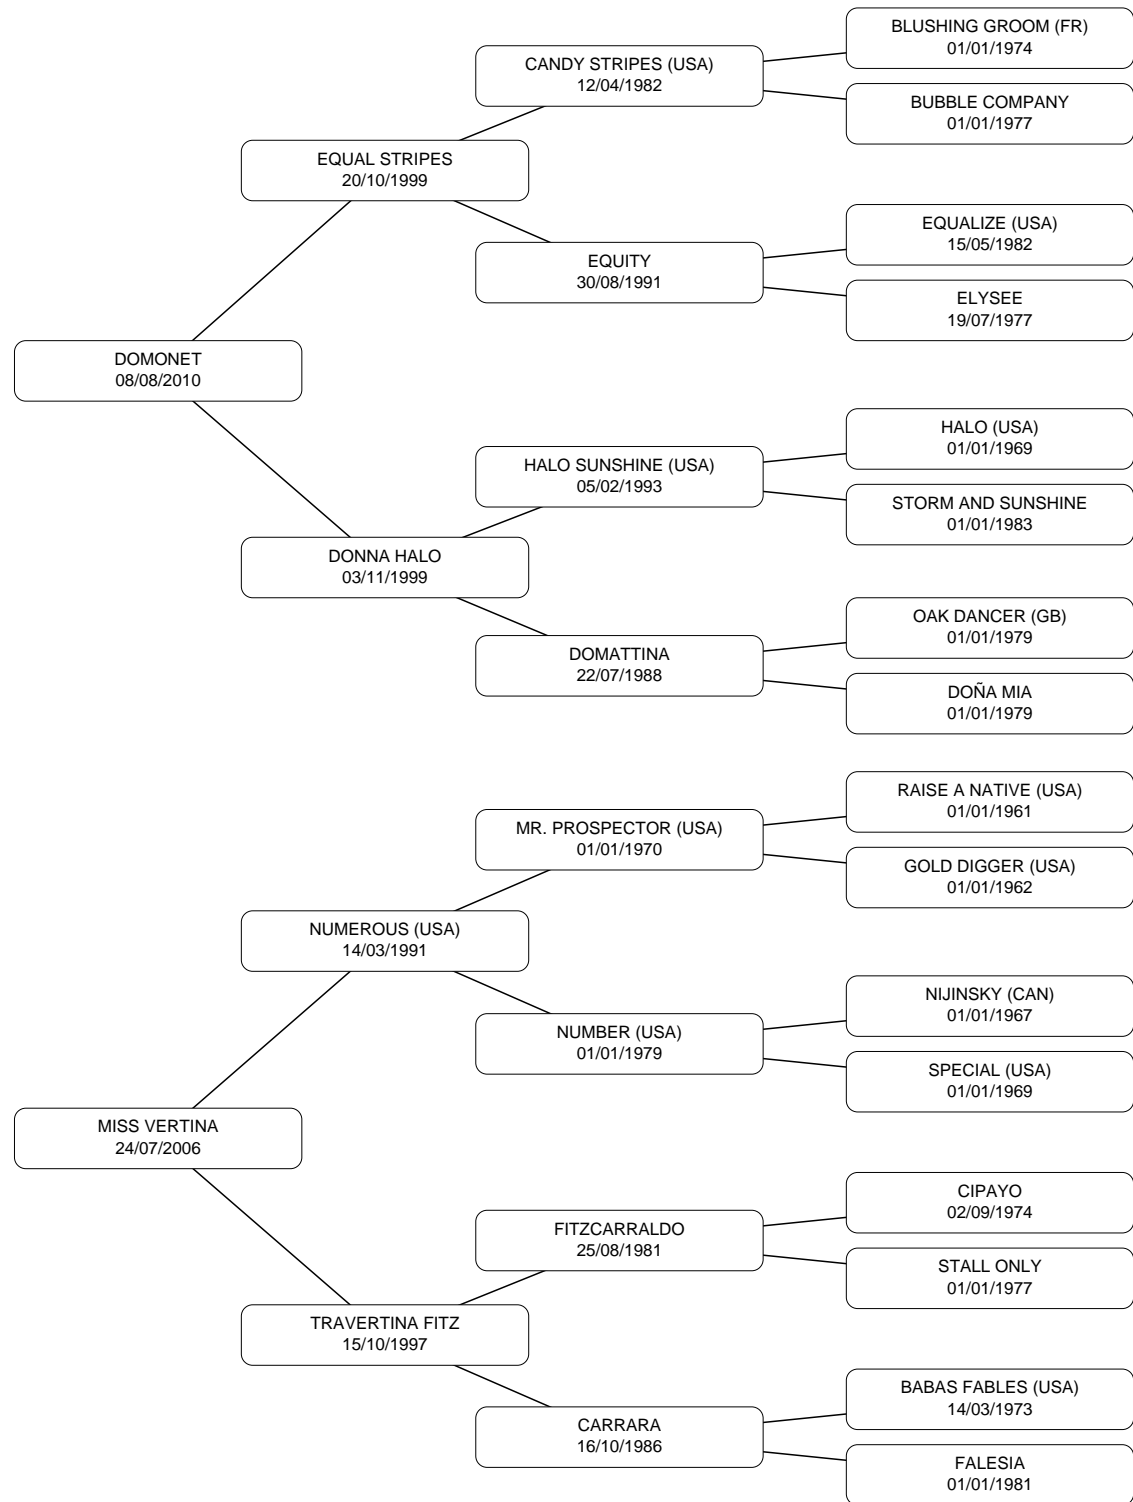 BLUSHING GROOM (FR)
01/01/1974
CANDY STRIPES (USA)
12/04/1982
BUBBLE COMPANY
01/01/1977
EQUAL STRIPES
20/10/1999
EQUALIZE (USA)
15/05/1982
EQUITY
30/08/1991
ELYSEE
19/07/1977
DOMONET
08/08/2010
HALO (USA)
01/01/1969
HALO SUNSHINE (USA)
05/02/1993
STORM AND SUNSHINE
01/01/1983
DONNA HALO
03/11/1999
OAK DANCER (GB)
01/01/1979
DOMATTINA
22/07/1988
DOÑA MIA
01/01/1979
RAISE A NATIVE (USA)
01/01/1961
MR. PROSPECTOR (USA)
01/01/1970
GOLD DIGGER (USA)
01/01/1962
NUMEROUS (USA)
14/03/1991
NIJINSKY (CAN)
01/01/1967
NUMBER (USA)
01/01/1979
SPECIAL (USA)
01/01/1969
MISS VERTINA
24/07/2006
CIPAYO
02/09/1974
FITZCARRALDO
25/08/1981
STALL ONLY
01/01/1977
TRAVERTINA FITZ
15/10/1997
BABAS FABLES (USA)
14/03/1973
CARRARA
16/10/1986
FALESIA
01/01/1981